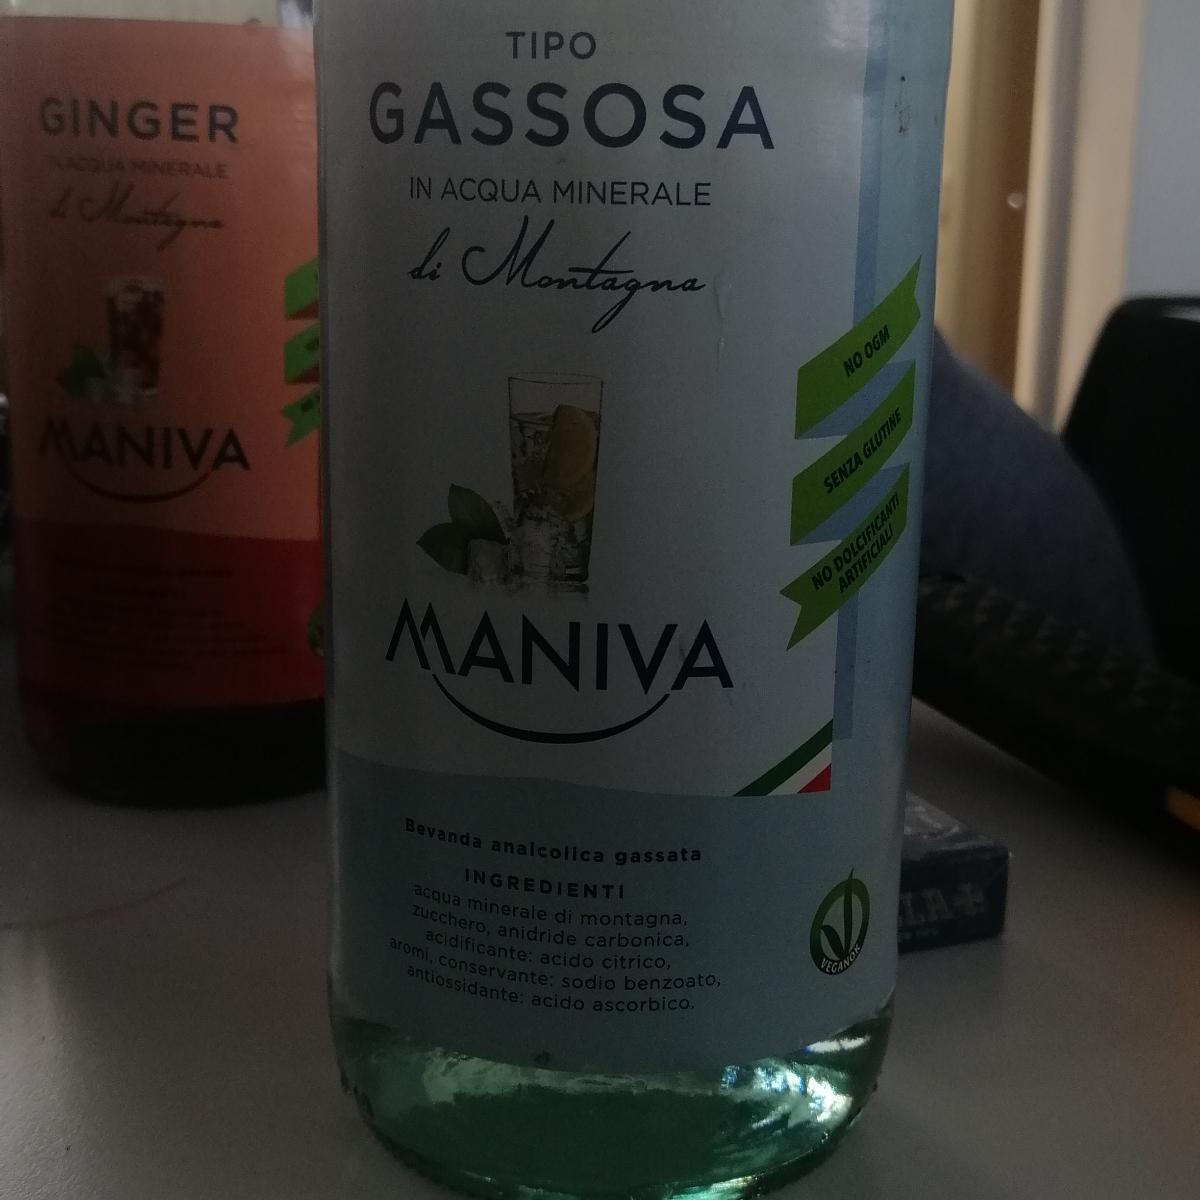 GINGER
IN ACQUA MINERALE
di Montagna
MANIVA
TIPO
GASSOSA
IN ACQUA MINERALE
di Montagna
NO OGM
SENZA GLUTINE
NO DOLCIFICANTI
ARTIFICIALI
MANIVA
Bevanda analcolica gassata
INGREDIENTI
acqua minerale di montagna,
zucchero, anidride carbonica,
acidificante: acido citrico,
aromi, conservante: sodio benzoato,
antiossidante: acido ascorbico.
VEGANOK